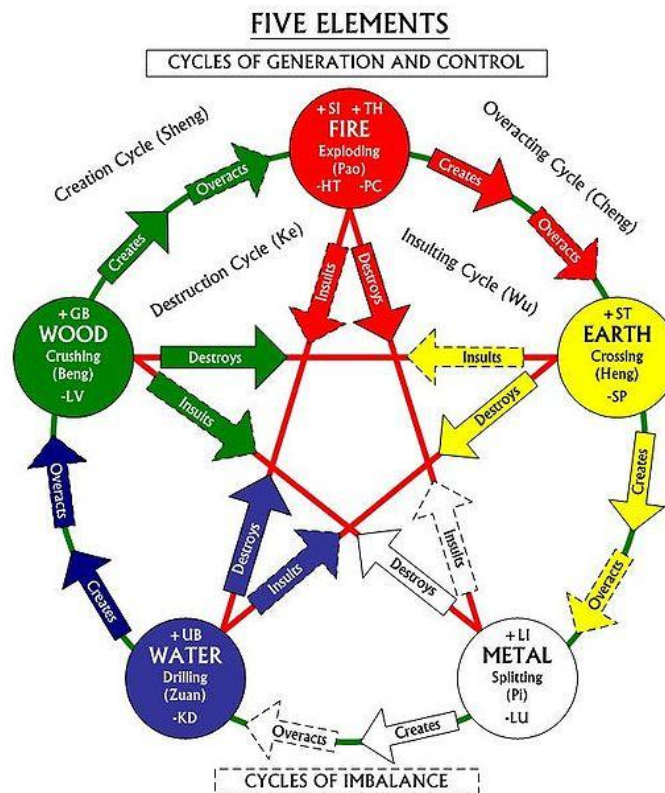 FIVE ELEMENTS
CYCLES OF GENERATION AND CONTROL
Creation Cycle (Sheng)
Overacting Cycle (Cheng)
+SI +TH
FIRE
Exploding
(Pao)
-HT -PC
Creates
Overacts
Creates
Overacts
Destruction Cycle (Ke)
Insulting Cycle (Wu)
Insults
Destroys
+GB
WOOD
Crushing
(Beng)
-LV
Destroys
Insults
Insults
Destroys
+ST
EARTH
Crossing
(Heng)
-SP
Creates
Overacts
Overacts
Creates
Destroys
Insults
Destroys
Insults
+UB
WATER
Drilling
(Zuan)
-KD
+LI
METAL
Splitting
(Pi)
-LU
Overacts
Creates
CYCLES OF IMBALANCE